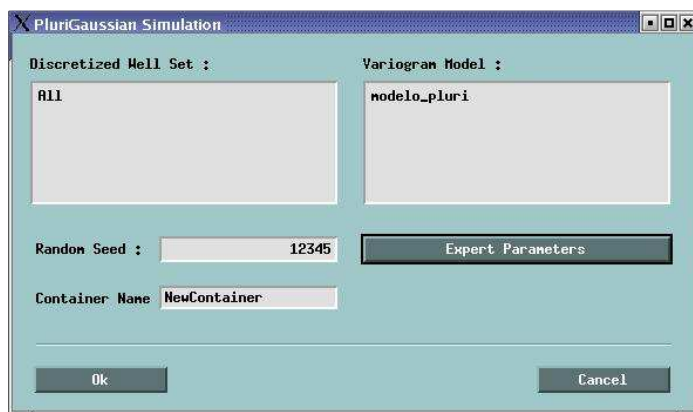 PluriGaussian Simulation
Discretized Well Set :
Variogram Model :
All
modelo_pluri
Random Seed :
12345
Expert Parameters
Container Name
NewContainer
Ok
Cancel